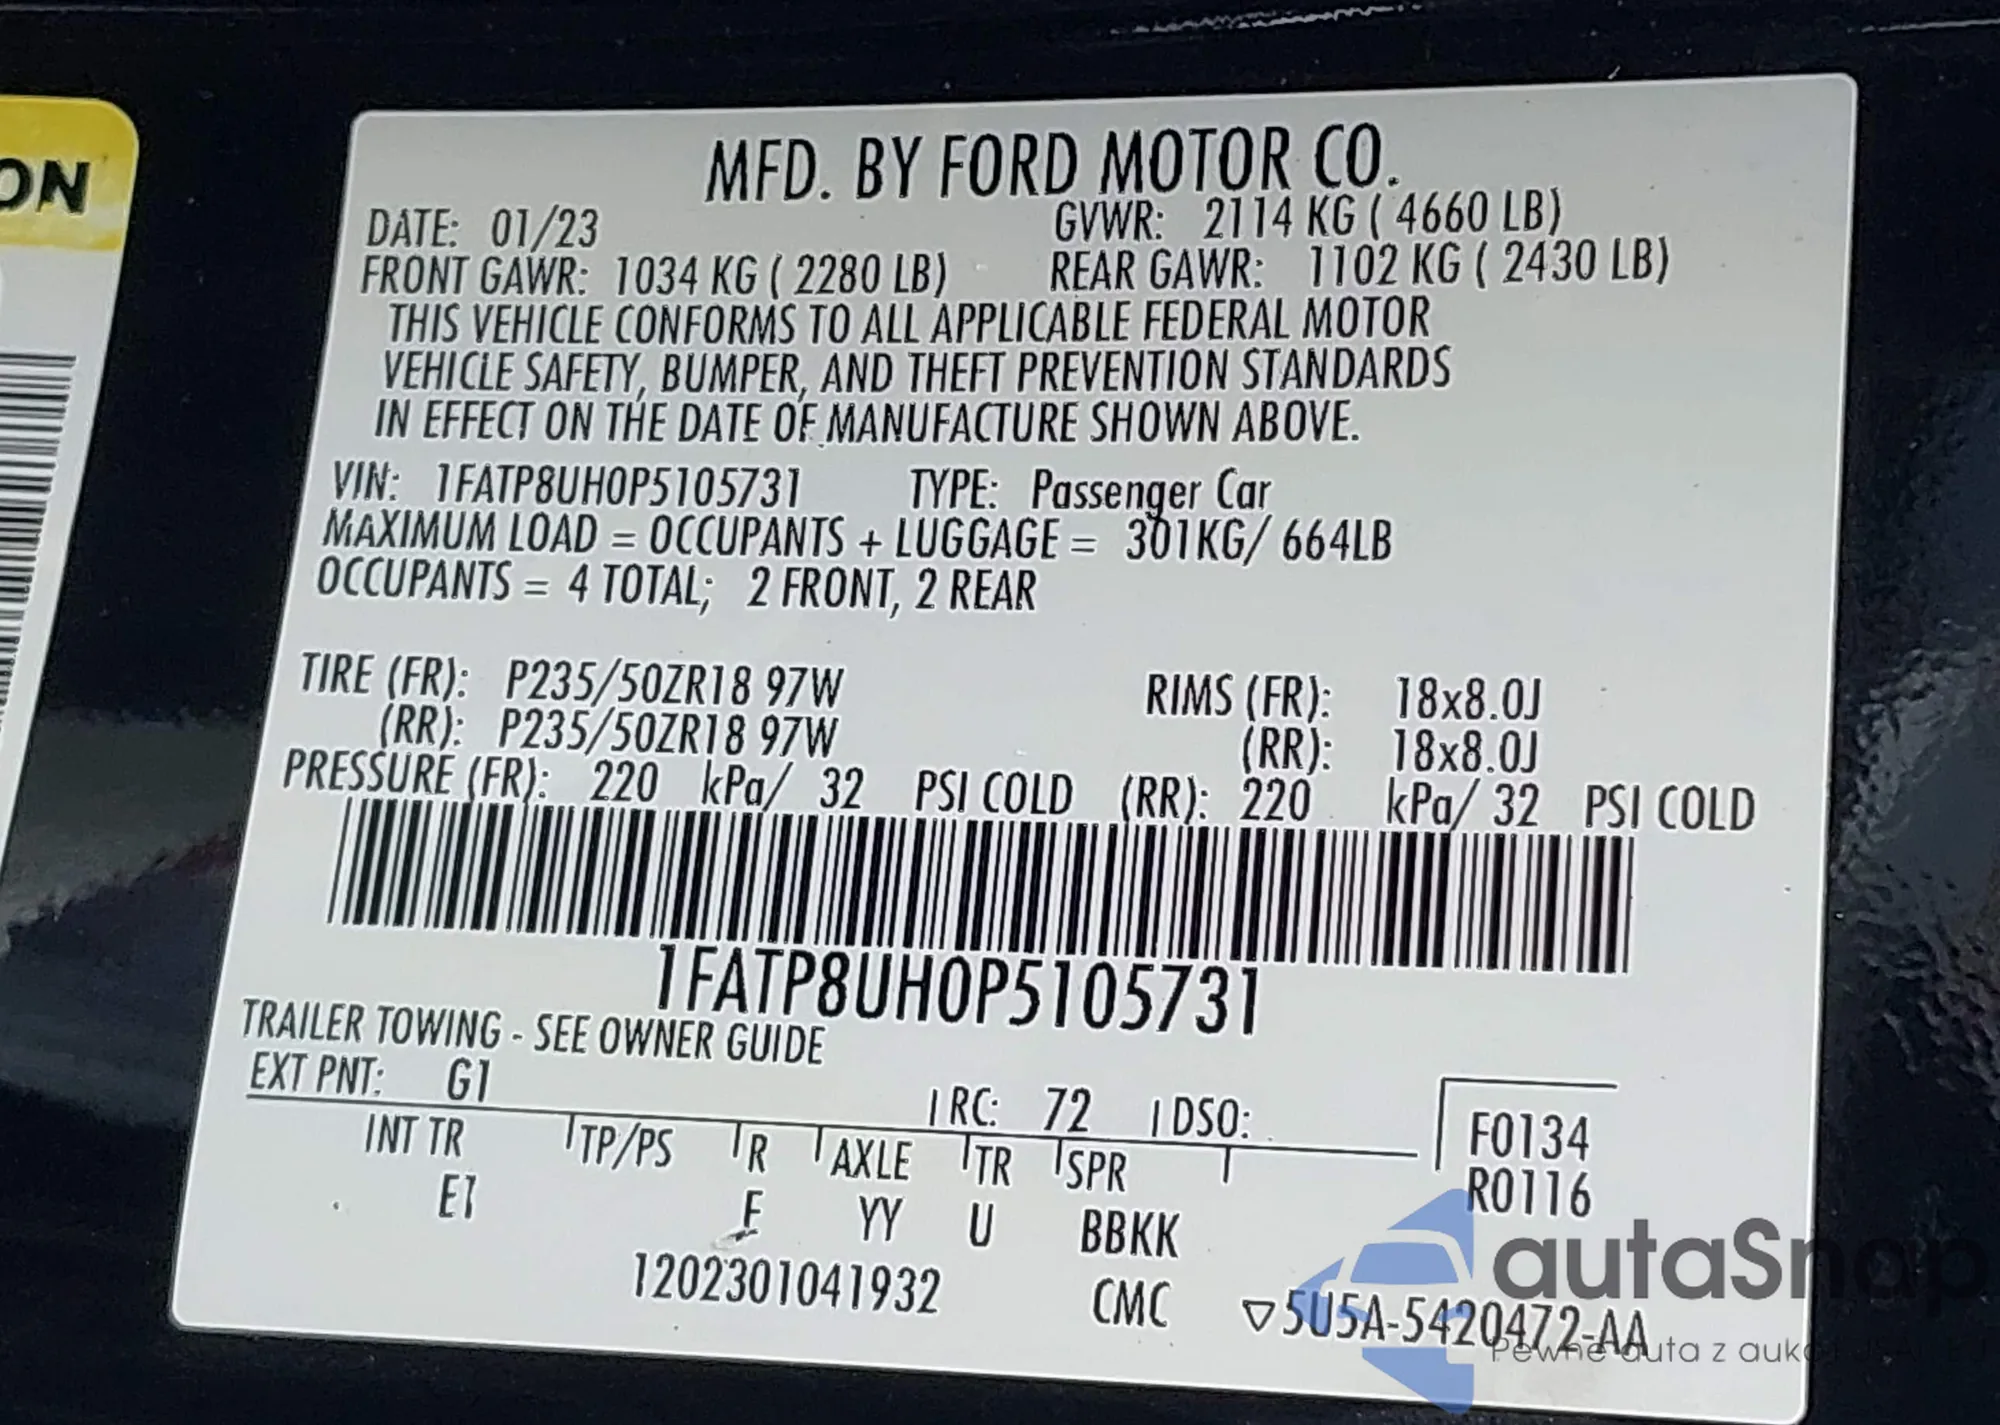 ON
MFD. BY FORD MOTOR CO.
DATE: 01/23 GVWR: 2114 KG ( 4660 LB)
FRONT GAWR: 1034 KG ( 2280 LB) REAR GAWR: 1102 KG ( 2430 LB)
THIS VEHICLE CONFORMS TO ALL APPLICABLE FEDERAL MOTOR
VEHICLE SAFETY, BUMPER, AND THEFT PREVENTION STANDARDS
IN EFFECT ON THE DATE OF MANUFACTURE SHOWN ABOVE.
VIN: 1FATP8UH0P5105731 TYPE: Passenger Car
MAXIMUM LOAD = OCCUPANTS + LUGGAGE = 301KG/ 664LB
OCCUPANTS = 4 TOTAL; 2 FRONT, 2 REAR
TIRE (FR): P235/50ZR18 97W RIMS (FR): 18x8.0J
(RR): P235/50ZR18 97W (RR): 18x8.0J
PRESSURE (FR): 220 kPa/ 32 PSI COLD (RR): 220 kPa/ 32 PSI COLD
1FATP8UH0P5105731
TRAILER TOWING - SEE OWNER GUIDE
EXT PNT: G1 RC: 72 DSO:
F0134
R0116
INT TR TP/PS R AXLE TR SPR
E1 F YY U BBKK
1202301041932 CMC ▽5U5A-5420472-AA
autaSnap
Pewne auta z